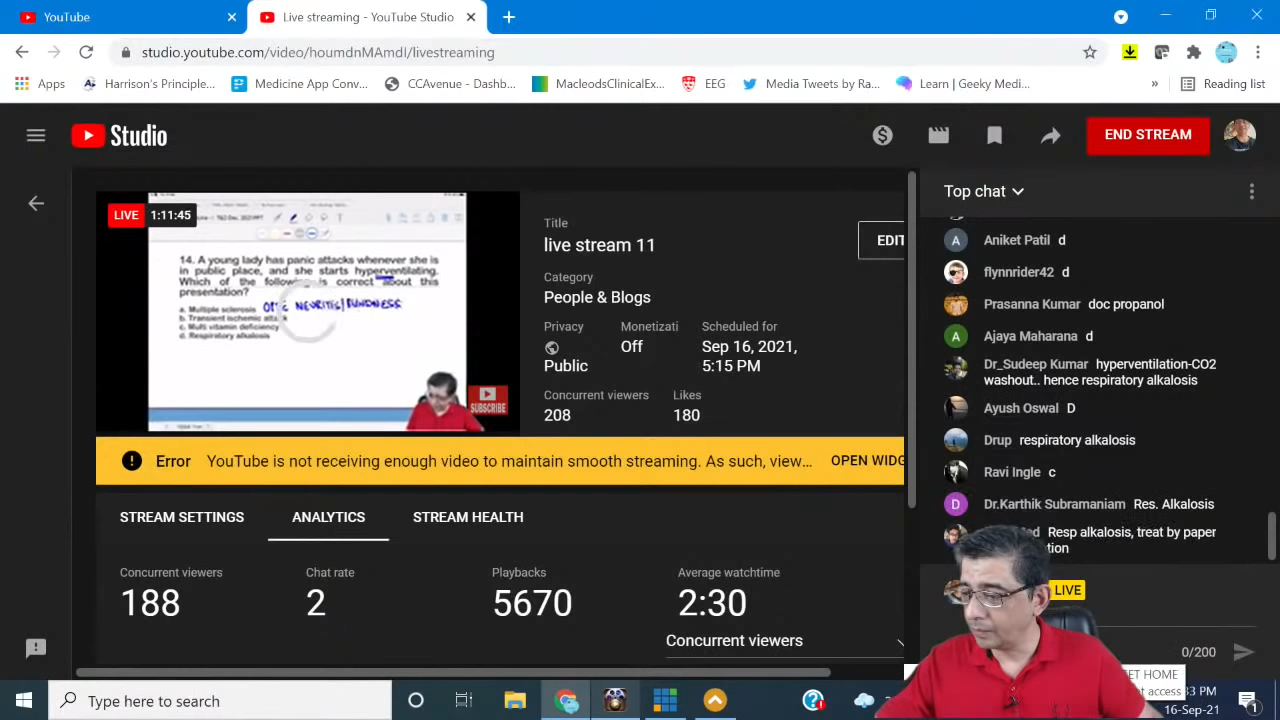 YouTube
Live streaming - YouTube Studio
studio.youtube.com/video/houmdnMAmdI/livestreaming
Apps
Harrison's Principle...
Medicine App Conv...
CCAvenue - Dashb...
MacleodsClinicalEx...
EEG
Media Tweets by Ra...
Learn | Geeky Medi...
»
Reading list
Studio
END STREAM
LIVE 1:11:45
14. A young lady has panic attacks whenever she is
in public place, and she starts hyperventilating.
Which of the following is correct about this
presentation?
a. Multiple sclerosis
NEURITIS/BLINDNESS
b. Transient ischemic attack
c. Multi vitamin deficiency
d. Respiratory alkalosis
SUBSCRIBE
Title
live stream 11
EDIT
Category
People & Blogs
Privacy
Public
Monetizati
Off
Scheduled for
Sep 16, 2021,
5:15 PM
Concurrent viewers
208
Likes
180
Error YouTube is not receiving enough video to maintain smooth streaming. As such, view...
OPEN WIDG
STREAM SETTINGS
ANALYTICS
STREAM HEALTH
Concurrent viewers
188
Chat rate
2
Playbacks
5670
Average watchtime
2:30
Concurrent viewers
Top chat
A Aniket Patil d
flynnrider42 d
Prasanna Kumar doc propanol
A Ajaya Maharana d
Dr_Sudeep Kumar hyperventilation-CO2
washout.. hence respiratory alkalosis
Ayush Oswal D
Drup respiratory alkalosis
Ravi Ingle c
D Dr.Karthik Subramaniam Res. Alkalosis
Resp alkalosis, treat by paper
LIVE
0/200
HOME
access
33 PM
16-Sep-21
1
Type here to search